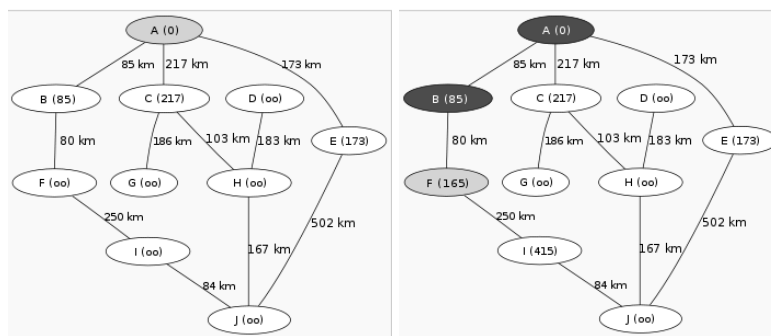 A (0)
85 km
217 km
173 km
B (85)
C (217)
D (oo)
E (173)
80 km
186 km
103 km
183 km
F (oo)
G (oo)
H (oo)
250 km
502 km
I (oo)
167 km
84 km
J (oo)
A (0)
85 km
217 km
173 km
B (85)
C (217)
D (oo)
E (173)
80 km
186 km
103 km
183 km
F (165)
G (oo)
H (oo)
250 km
502 km
I (415)
167 km
84 km
J (oo)